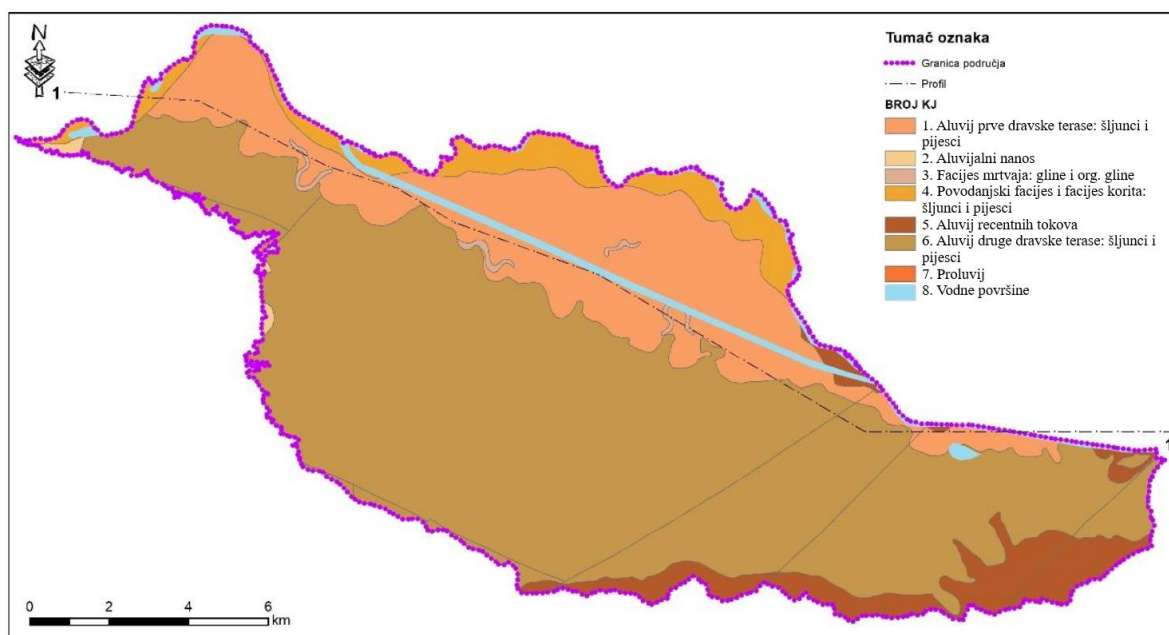 N
1
Tumač oznaka
Granica područja
Profil
BROJ KJ
1. Aluvij prve dravske terase: šljunci i
pijesci
2. Aluvijalni nanos
3. Facijes mrtvaja: gline i org. gline
4. Povodanjski facijes i facijes korita:
šljunci i pijesci
5. Aluvij recentnih tokova
6. Aluvij druge dravske terase: šljunci i
pijesci
7. Proluvij
8. Vodne površine
1
0 2 4 6
km